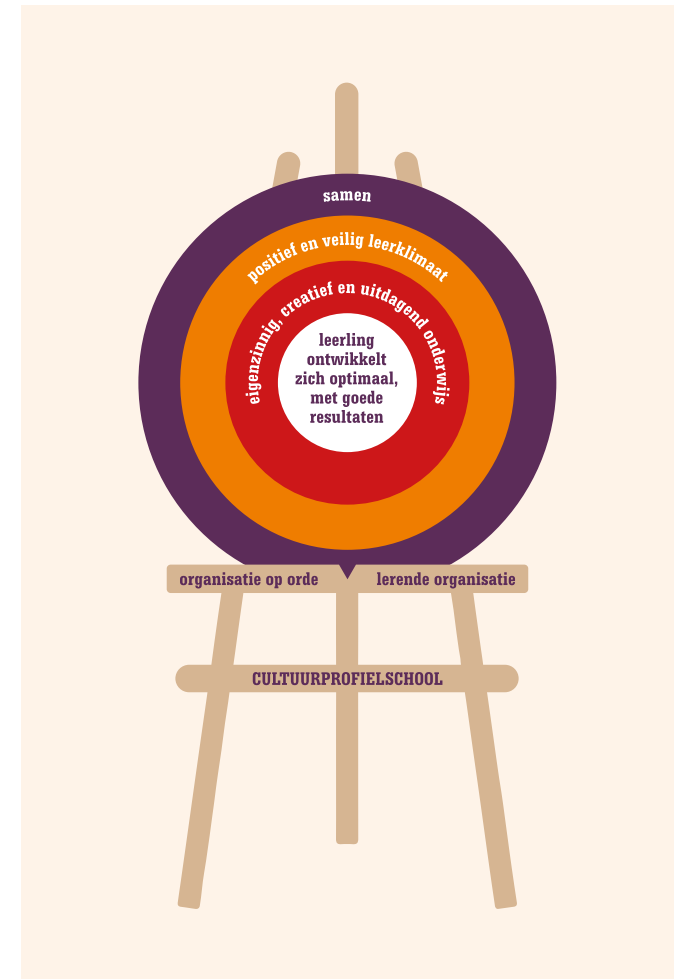 samen
positief en veilig leerklimaat
eigenzinnig, creatief en uitdagend onderwijs
leerling
ontwikkelt
zich optimaal,
met goede
resultaten
organisatie op orde
lerende organisatie
CULTUURPROFIELSCHOOL